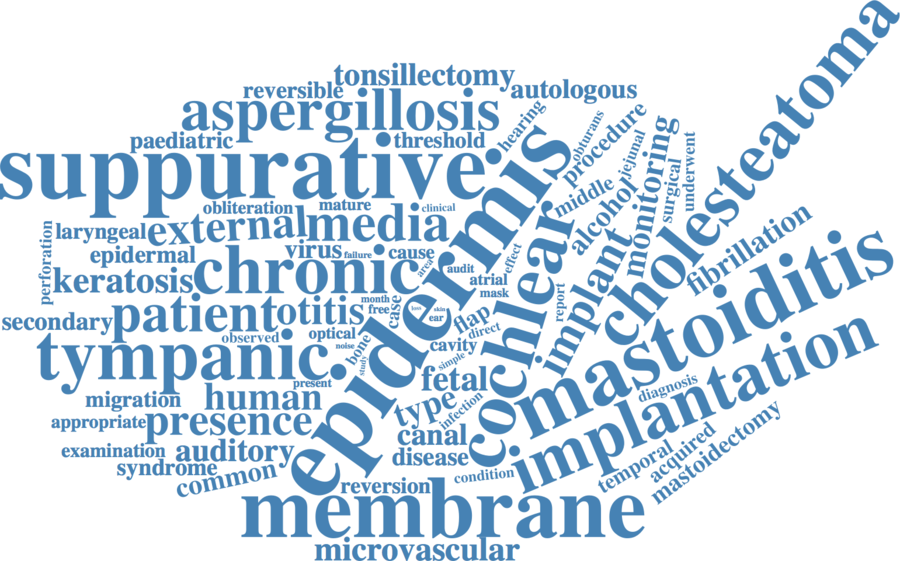 tonsillectomy
reversible
autologous
aspergillosis
hearing
obturans
procedure
paediatric
threshold
suppurative
jejunal
monitoring
underwent
surgical
cholesteatoma
obliteration
mature
clinical
middle
alcohol
perforation
laryngeal
external
media
epidermis
epidermal
virus
failure
cause
area
audit
effect
atrial
mask
fibrillation
keratosis
chronic
cochlear
implant
mastoiditis
secondary
patient
otitis
month
free
case
loss
skin
ear
flap
direct
report
observed
optical
noise
bone
study
cavity
simple
tympanic
present
fetal
implantation
diagnosis
migration
human
type
infection
appropriate
presence
canal
examination
auditory
disease
syndrome
common
reversion
condition
temporal
acquired
mastoidectomy
membrane
microvascular